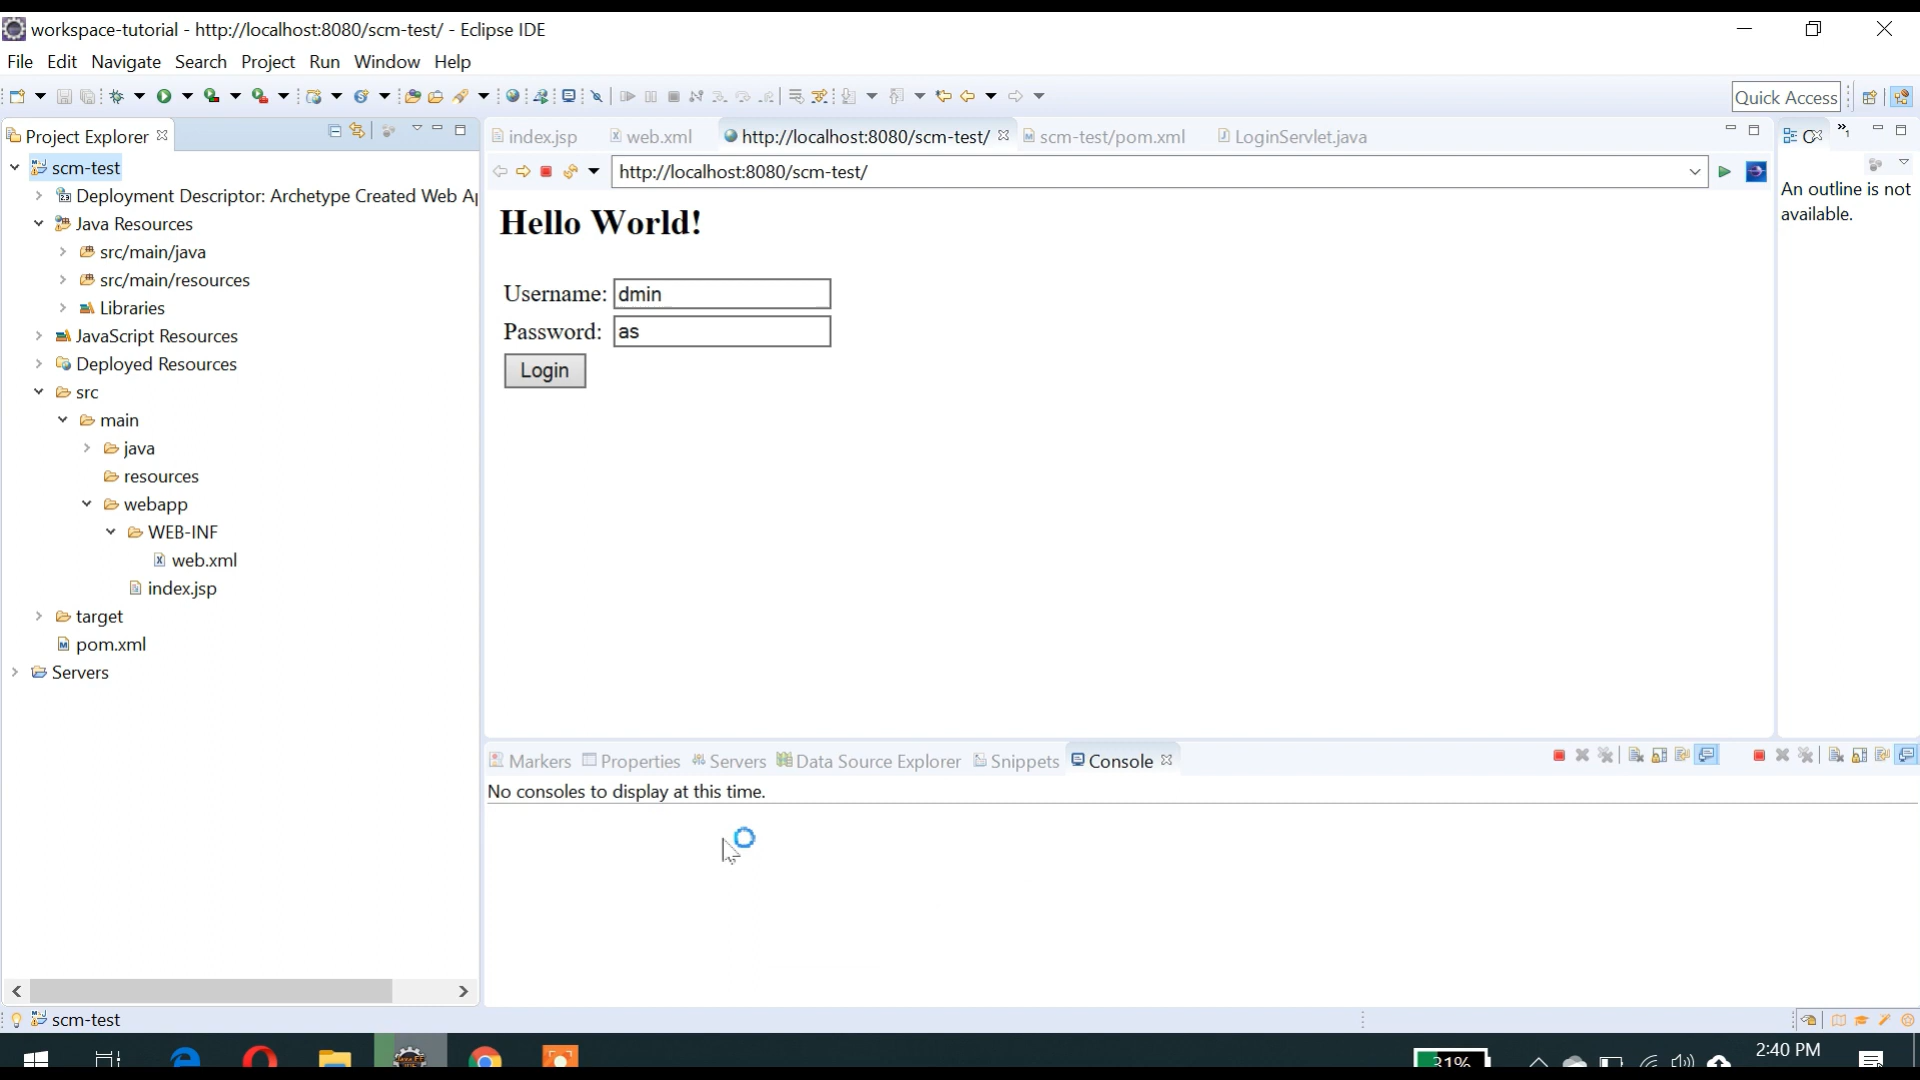 workspace-tutorial - http://localhost:8080/scm-test/ - Eclipse IDE
File Edit Navigate Search Project Run Window Help
Quick Access
Project Explorer
index.jsp web.xml http://localhost:8080/scm-test/ scm-test/pom.xml LoginServlet.java
scm-test
Deployment Descriptor: Archetype Created Web A
Java Resources
src/main/java
src/main/resources
Libraries
JavaScript Resources
Deployed Resources
src
main
java
resources
webapp
WEB-INF
web.xml
index.jsp
target
pom.xml
Servers
http://localhost:8080/scm-test/
Hello World!
Username: dmin
Password: as
Login
An outline is not
available.
Markers Properties Servers Data Source Explorer Snippets Console
No consoles to display at this time.
scm-test
31%
2:40 PM